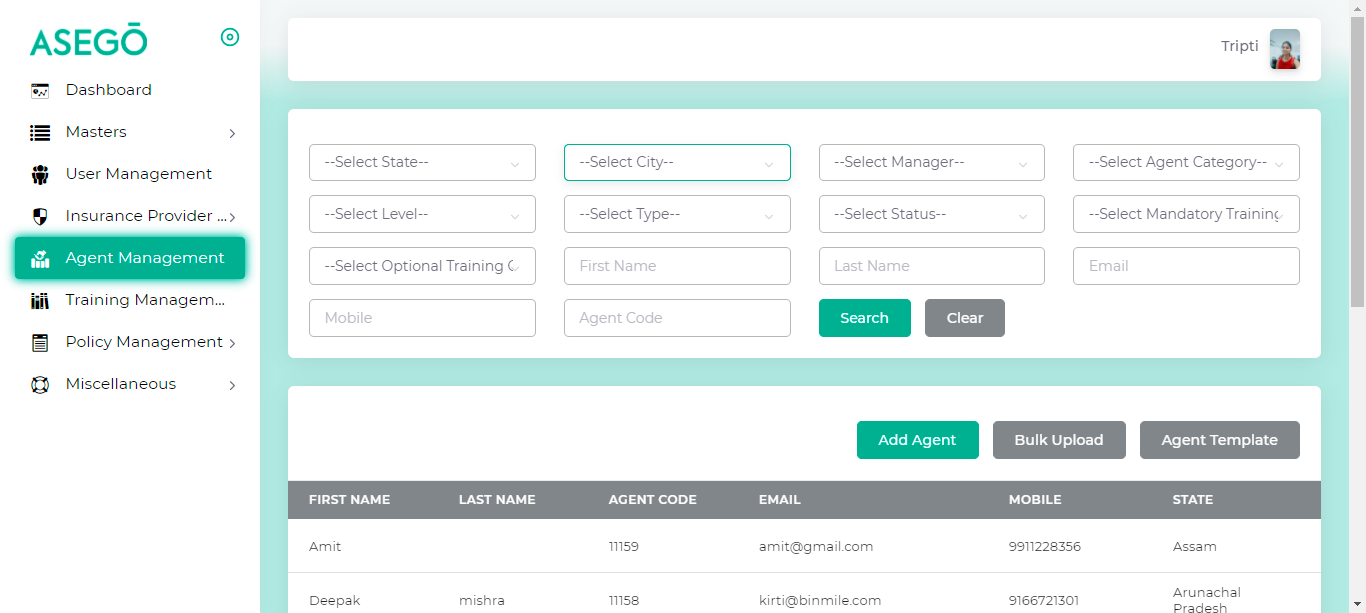 ASEGŌ
Dashboard
Masters
User Management
Insurance Provider ...
Agent Management
Training Managem...
Policy Management
Miscellaneous
Tripti
--Select State-- --Select City-- --Select Manager-- --Select Agent Category--
--Select Level-- --Select Type-- --Select Status-- --Select Mandatory Training
--Select Optional Training C First Name Last Name Email
Mobile Agent Code Search Clear
Add Agent Bulk Upload Agent Template
FIRST NAME LAST NAME AGENT CODE EMAIL MOBILE STATE
Amit 11159 amit@gmail.com 9911228356 Assam
Deepak mishra 11158 kirti@binmile.com 9166721301 Arunachal
Pradesh